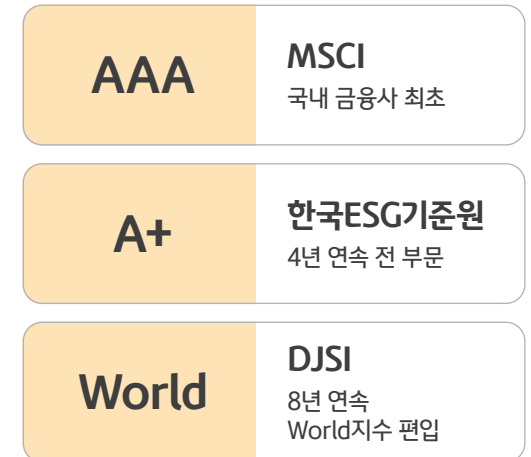 AAA
MSCI
국내 금융사 최초
A+
한국ESG기준원
4년 연속 전 부문
World
DJSI
8년 연속
World지수 편입